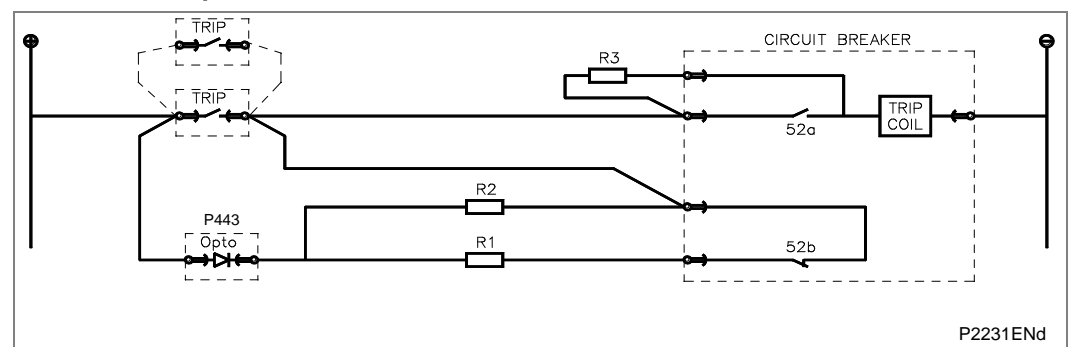 TRIP
CIRCUIT BREAKER
R3
TRIP
52a
TRIP
COIL
R2
P443
Opto
R1
52b
P2231ENd